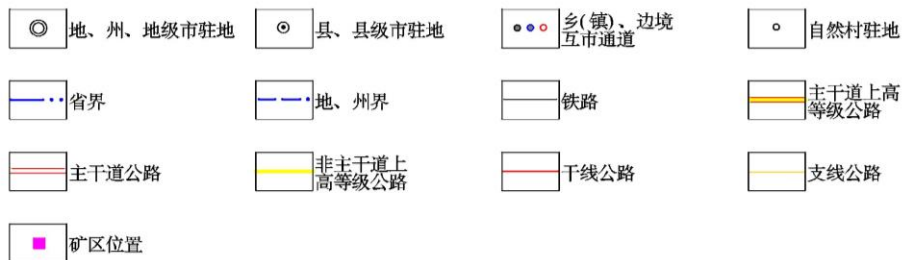 地、州、地级市驻地
县、县级市驻地
乡(镇)、边境
互市通道
自然村驻地
省界
地、州界
铁路
主干道上高
等级公路
主干道公路
非主干道上
高等级公路
干线公路
支线公路
矿区位置